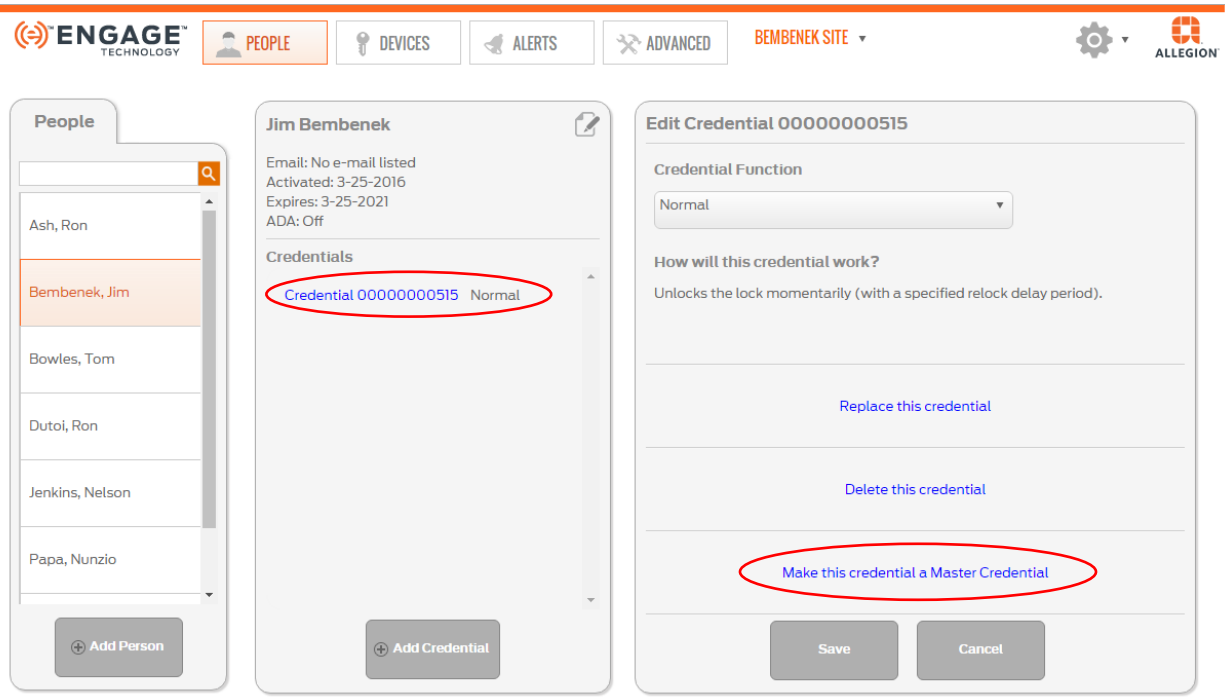 ENGAGE™
TECHNOLOGY
PEOPLE
DEVICES
ALERTS
ADVANCED
BEMBENEK SITE
ALLEGION
People
Ash, Ron
Bembenek, Jim
Bowles, Tom
Dutoi, Ron
Jenkins, Nelson
Papa, Nunzio
Add Person
Jim Bembenek
Email: No e-mail listed
Activated: 3-25-2016
Expires: 3-25-2021
ADA: Off
Credentials
Credential 00000000515 Normal
Add Credential
Edit Credential 00000000515
Credential Function
Normal
How will this credential work?
Unlocks the lock momentarily (with a specified relock delay period).
Replace this credential
Delete this credential
Make this credential a Master Credential
Save
Cancel